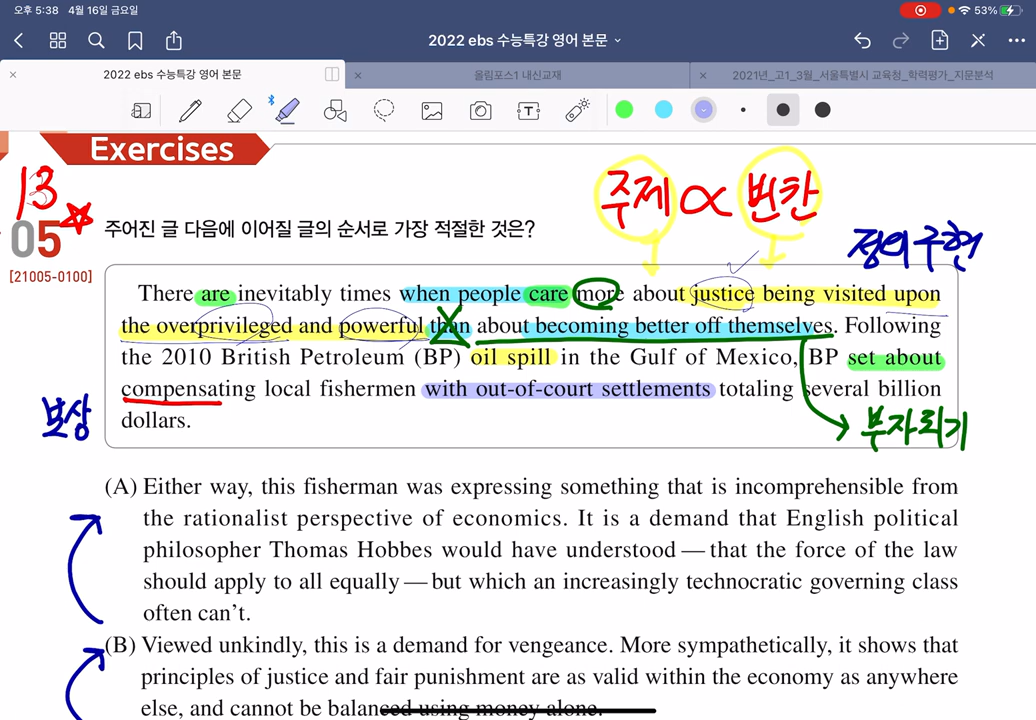 오후 5:38 4월 16일 금요일
53%
2022 ebs 수능특강 영어 본문
2022 ebs 수능특강 영어 본문
올림포스1 내신교재
2021년_고1_3월_서울특별시 교육청_학력평가_지문분석
Exercises
13
주제 ∝ 빈칸
05
주어진 글 다음에 이어질 글의 순서로 가장 적절한 것은?
정의 구현
[21005-0100]
There are inevitably times when people care more about justice being visited upon
the overprivileged and powerful than about becoming better off themselves. Following
the 2010 British Petroleum (BP) oil spill in the Gulf of Mexico, BP set about
compensating local fishermen with out-of-court settlements totaling several billion
dollars.
보상
부자되기
(A) Either way, this fisherman was expressing something that is incomprehensible from
the rationalist perspective of economics. It is a demand that English political
philosopher Thomas Hobbes would have understood — that the force of the law
should apply to all equally — but which an increasingly technocratic governing class
often can't.
(B) Viewed unkindly, this is a demand for vengeance. More sympathetically, it shows that
principles of justice and fair punishment are as valid within the economy as anywhere
else, and cannot be balanced using money alone.